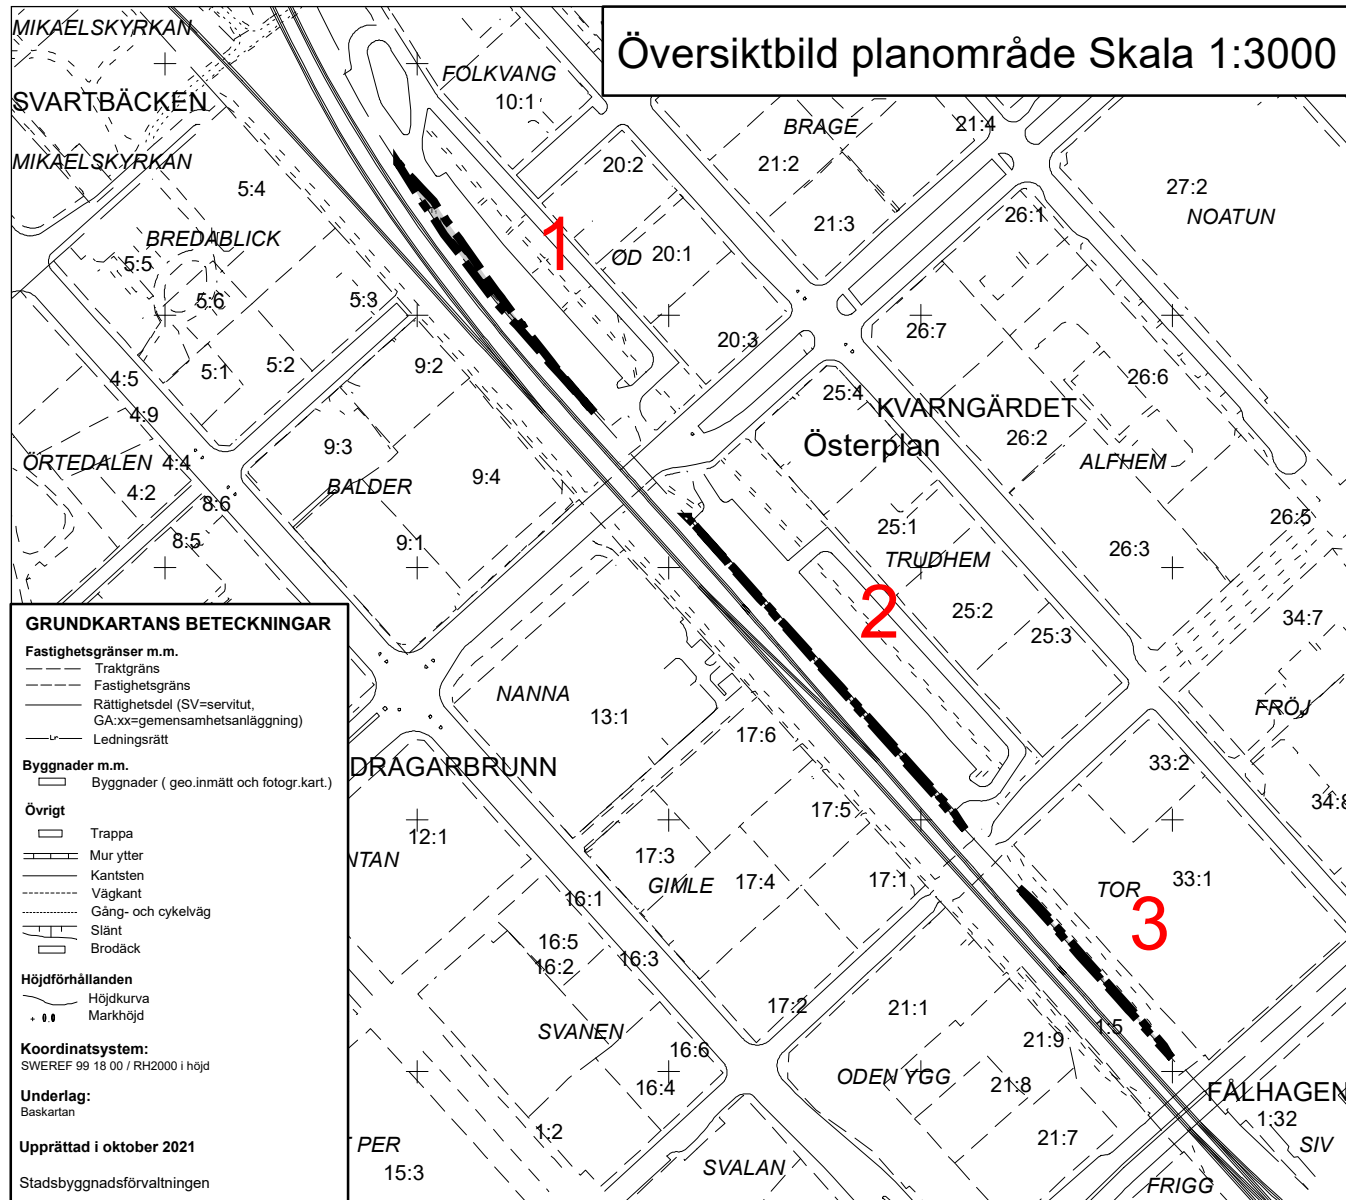 Översiktbild planområde Skala 1:3000
MIKAELSKYRKAN
SVARTBÄCKEN
MIKAELSKYRKAN
5:4
BREDABLICK
5:5
5:6
5:3
5:1
5:2
4:5
4:9
ÖRTEDALEN 4:4
4:2
8:6
8:5
FOLKVANG
10:1
20:2
1
OD 20:1
20:3
BRAGE
21:4
21:2
21:3
27:2
NOATUN
26:1
26:7
26:6
KVARNGÄRDET
Österplan
26:2
ALFHEM
26:5
26:3
25:4
25:1
TRUDHEM
2
25:2
25:3
34:7
FRÖJ
34:8
9:2
9:3
BALDER
9:4
9:1
NANNA
13:1
17:6
17:5
17:3
GIMLE
17:4
17:1
17:2
DRAGARBRUNN
12:1
NTAN
16:1
16:5
16:2
16:3
SVANEN
16:6
16:4
1:2
PER
15:3
SVALAN
33:2
TOR
33:1
3
1:5
21:1
21:9
ODEN YGG
21:8
21:7
FÅLHAGEN
1:32
SIV
FRIGG
GRUNDKARTANS BETECKNINGAR
Fastighetsgränser m.m.
Traktgräns
Fastighetsgräns
Rättighetsdel (SV=servitut,
GA:xx=gemensamhetsanläggning)
Lr Ledningsrätt
Byggnader m.m.
Byggnader ( geo.inmätt och fotogr.kart.)
Övrigt
Trappa
Mur ytter
Kantsten
Vägkant
Gång- och cykelväg
Slänt
Brodäck
Höjdförhållanden
Höjdkurva
+ 0.0 Markhöjd
Koordinatsystem:
SWEREF 99 18 00 / RH2000 i höjd
Underlag:
Baskartan
Upprättad i oktober 2021
Stadsbyggnadsförvaltningen